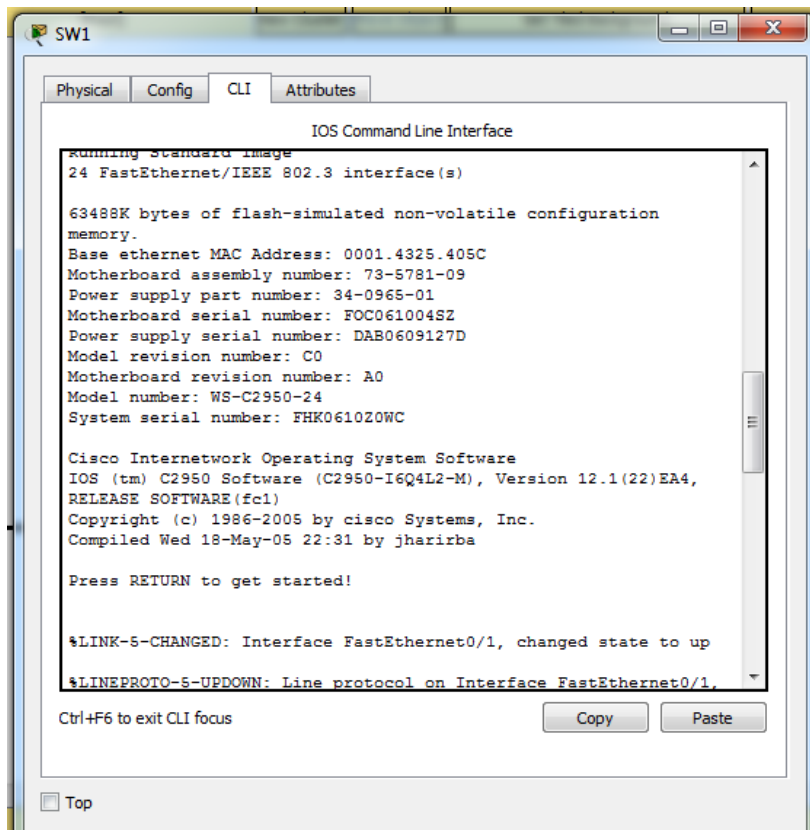 SW1
Physical Config CLI Attributes
IOS Command Line Interface
Running Standard Image
24 FastEthernet/IEEE 802.3 interface(s)
63488K bytes of flash-simulated non-volatile configuration
memory.
Base ethernet MAC Address: 0001.4325.405C
Motherboard assembly number: 73-5781-09
Power supply part number: 34-0965-01
Motherboard serial number: FOC061004SZ
Power supply serial number: DAB0609127D
Model revision number: C0
Motherboard revision number: A0
Model number: WS-C2950-24
System serial number: FHK0610Z0WC
Cisco Internetwork Operating System Software
IOS (tm) C2950 Software (C2950-I6Q4L2-M), Version 12.1(22)EA4,
RELEASE SOFTWARE(fc1)
Copyright (c) 1986-2005 by cisco Systems, Inc.
Compiled Wed 18-May-05 22:31 by jharirba
Press RETURN to get started!
%LINK-5-CHANGED: Interface FastEthernet0/1, changed state to up
%LINEPROTO-5-UPDOWN: Line protocol on Interface FastEthernet0/1,
Ctrl+F6 to exit CLI focus
Copy Paste
Top